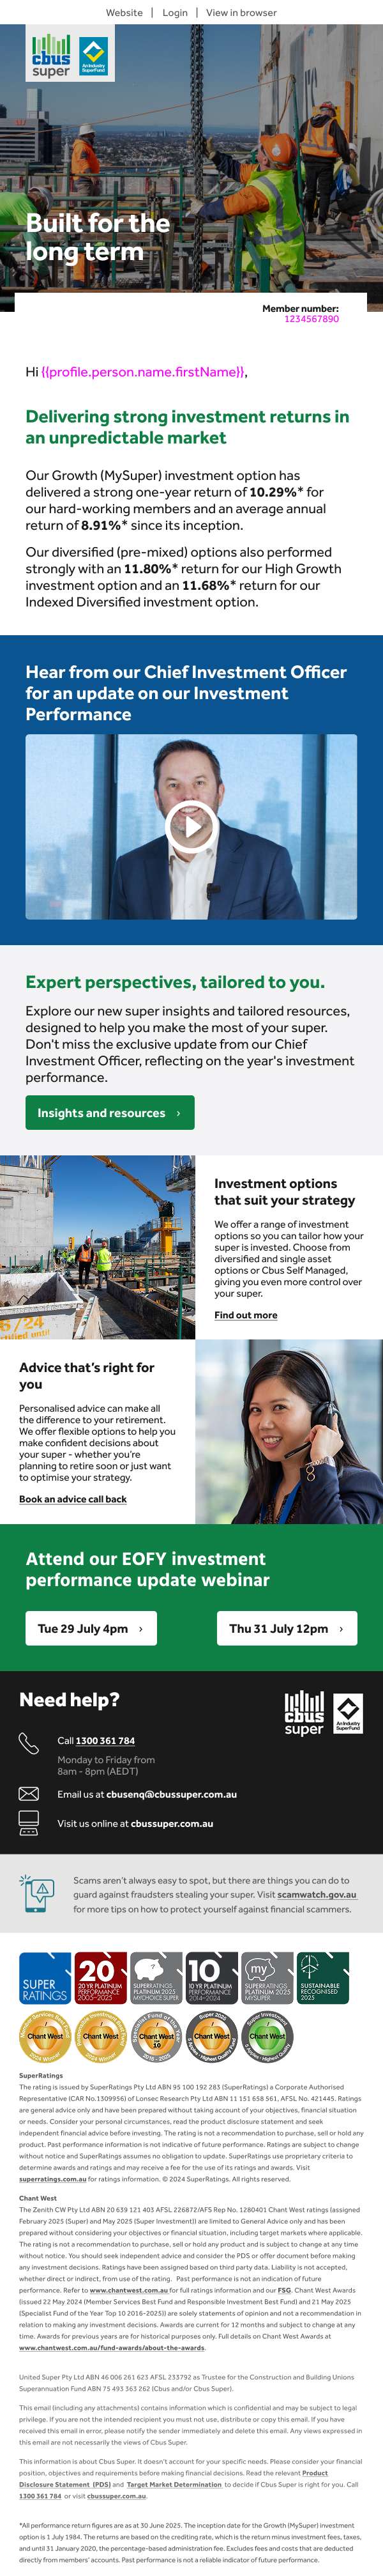 Website | Login | View in browser
cbus
super
An Industry
SuperFund
Built for the
long term
Member number:
1234567890
Hi {{profile.person.name.firstName}},
Delivering strong investment returns in
an unpredictable market
Our Growth (MySuper) investment option has
delivered a strong one-year return of 10.29%* for
our hard-working members and an average annual
return of 8.91%* since its inception.
Our diversified (pre-mixed) options also performed
strongly with an 11.80%* return for our High Growth
investment option and an 11.68%* return for our
Indexed Diversified investment option.
Hear from our Chief Investment Officer
for an update on our Investment
Performance
Expert perspectives, tailored to you.
Explore our new super insights and tailored resources,
designed to help you make the most of your super.
Don't miss the exclusive update from our Chief
Investment Officer, reflecting on the year's investment
performance.
Insights and resources ›
Investment options
that suit your strategy
We offer a range of investment
options so you can tailor how your
super is invested. Choose from
diversified and single asset
options or Cbus Self Managed,
giving you even more control over
your super.
Find out more
Advice that's right for
you
Personalised advice can make all
the difference to your retirement.
We offer flexible options to help you
make confident decisions about
your super - whether you're
planning to retire soon or just want
to optimise your strategy.
Book an advice call back
Attend our EOFY investment
performance update webinar
Tue 29 July 4pm ›
Thu 31 July 12pm ›
Need help?
cbus
super
An Industry
SuperFund
Call 1300 361 784
Monday to Friday from
8am - 8pm (AEDT)
Email us at cbusenq@cbussuper.com.au
Visit us online at cbussuper.com.au
Scams aren't always easy to spot, but there are things you can do to
guard against fraudsters stealing your super. Visit scamwatch.gov.au
for more tips on how to protect yourself against financial scammers.
SUPER
RATINGS
20
20 YR PLATINUM
PERFORMANCE
2005-2025
SUPERRATINGS
PLATINUM 2025
MYCHOICE SUPER
10
10 YR PLATINUM
PERFORMANCE
2014-2024
my
SUPERRATINGS
PLATINUM 2025
MYSUPER
SUSTAINABLE
RECOGNISED
2025
Chant West
Chant West
Chant West
10
Chant West
Chant West
SuperRatings
The rating is issued by SuperRatings Pty Ltd ABN 95 100 192 283 (SuperRatings) a Corporate Authorised
Representative (CAR No.1309956) of Lonsec Research Pty Ltd ABN 11 151 658 561, AFSL No. 421445. Ratings
are general advice only and have been prepared without taking account of your objectives, financial situation
or needs. Consider your personal circumstances, read the product disclosure statement and seek
independent financial advice before investing. The rating is not a recommendation to purchase, sell or hold any
product. Past performance information is not indicative of future performance. Ratings are subject to change
without notice and SuperRatings assumes no obligation to update. SuperRatings use proprietary criteria to
determine awards and ratings and may receive a fee for the use of its ratings and awards. Visit
superratings.com.au for ratings information. © 2024 SuperRatings. All rights reserved.
Chant West
The Zenith CW Pty Ltd ABN 20 639 121 403 AFSL 226872/AFS Rep No. 1280401 Chant West ratings (assigned
February 2025 (Super) and May 2025 (Super Investment)) are limited to General Advice only and has been
prepared without considering your objectives or financial situation, including target markets where applicable.
The rating is not a recommendation to purchase, sell or hold any product and is subject to change at any time
without notice. You should seek independent advice and consider the PDS or offer document before making
any investment decisions. Ratings have been assigned based on third party data. Liability is not accepted,
whether direct or indirect, from use of the rating. Past performance is not an indication of future
performance. Refer to www.chantwest.com.au for full ratings information and our FSG. Chant West Awards
(issued 22 May 2024 (Member Services Best Fund and Responsible Investment Best Fund) and 21 May 2025
(Specialist Fund of the Year Top 10 2016-2025)) are solely statements of opinion and not a recommendation in
relation to making any investment decisions. Awards are current for 12 months and subject to change at any
time. Awards for previous years are for historical purposes only. Full details on Chant West Awards at
www.chantwest.com.au/fund-awards/about-the-awards.
United Super Pty Ltd ABN 46 006 261 623 AFSL 233792 as Trustee for the Construction and Building Unions
Superannuation Fund ABN 75 493 363 262 (Cbus and/or Cbus Super).
This email (including any attachments) contains information which is confidential and may be subject to legal
privilege. If you are not the intended recipient you must not use, distribute or copy this email. If you have
received this email in error, please notify the sender immediately and delete this email. Any views expressed in
this email are not necessarily the views of Cbus Super.
This information is about Cbus Super. It doesn't account for your specific needs. Please consider your financial
position, objectives and requirements before making financial decisions. Read the relevant Product
Disclosure Statement (PDS) and Target Market Determination to decide if Cbus Super is right for you. Call
1300 361 784 or visit cbussuper.com.au.
*All performance return figures are as at 30 June 2025. The inception date for the Growth (MySuper) investment
option is 1 July 1984. The returns are based on the crediting rate, which is the return minus investment fees, taxes,
and until 31 January 2020, the percentage-based administration fee. Excludes fees and costs that are deducted
directly from members' accounts. Past performance is not a reliable indicator of future performance.